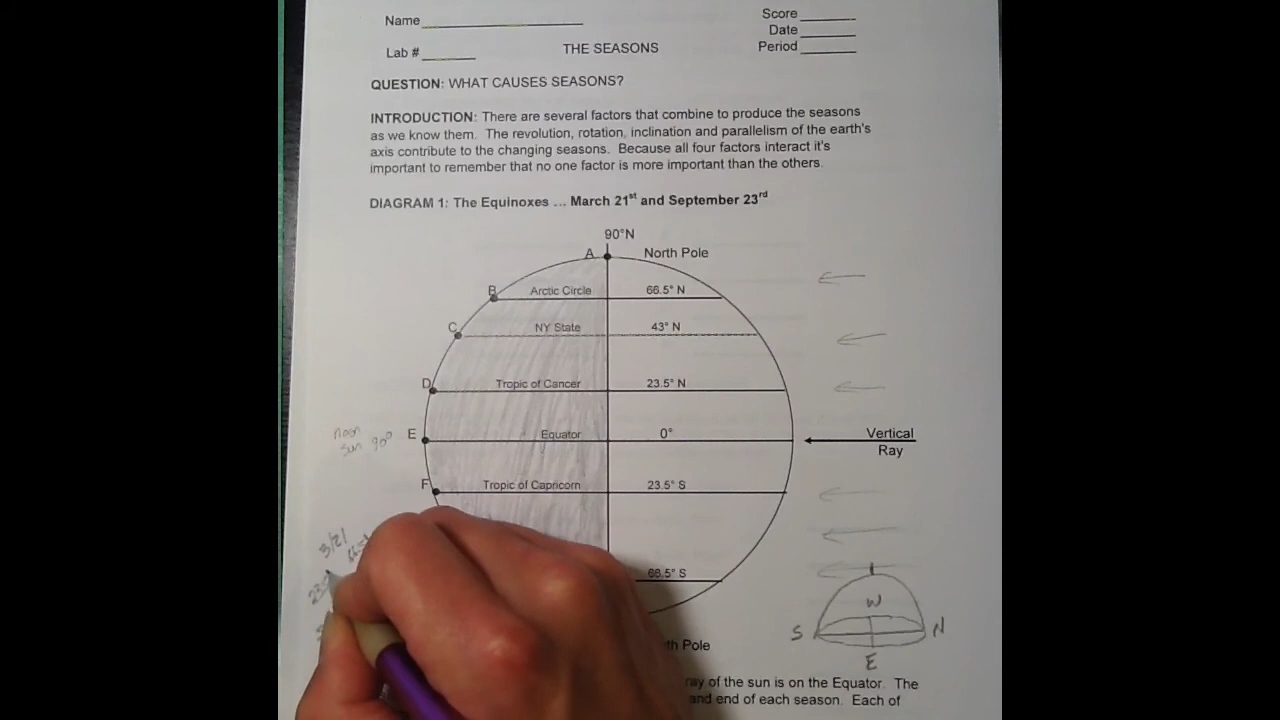 Name
Score
Date
Lab #
THE SEASONS
Period
QUESTION: WHAT CAUSES SEASONS?
INTRODUCTION: There are several factors that combine to produce the seasons
as we know them. The revolution, rotation, inclination and parallelism of the earth's
axis contribute to the changing seasons. Because all four factors interact it's
important to remember that no one factor is more important than the others.
DIAGRAM 1: The Equinoxes ... March 21st and September 23rd
90°N
A North Pole
B Arctic Circle 66.5° N
C NY State 43° N
D Tropic of Cancer 23.5° N
noon
sun 90°
E Equator 0°
Vertical
Ray
F Tropic of Capricorn 23.5° S
3/21
66.5° S
W
S N
E
Pole
ray of the sun is on the Equator. The
and end of each season. Each of